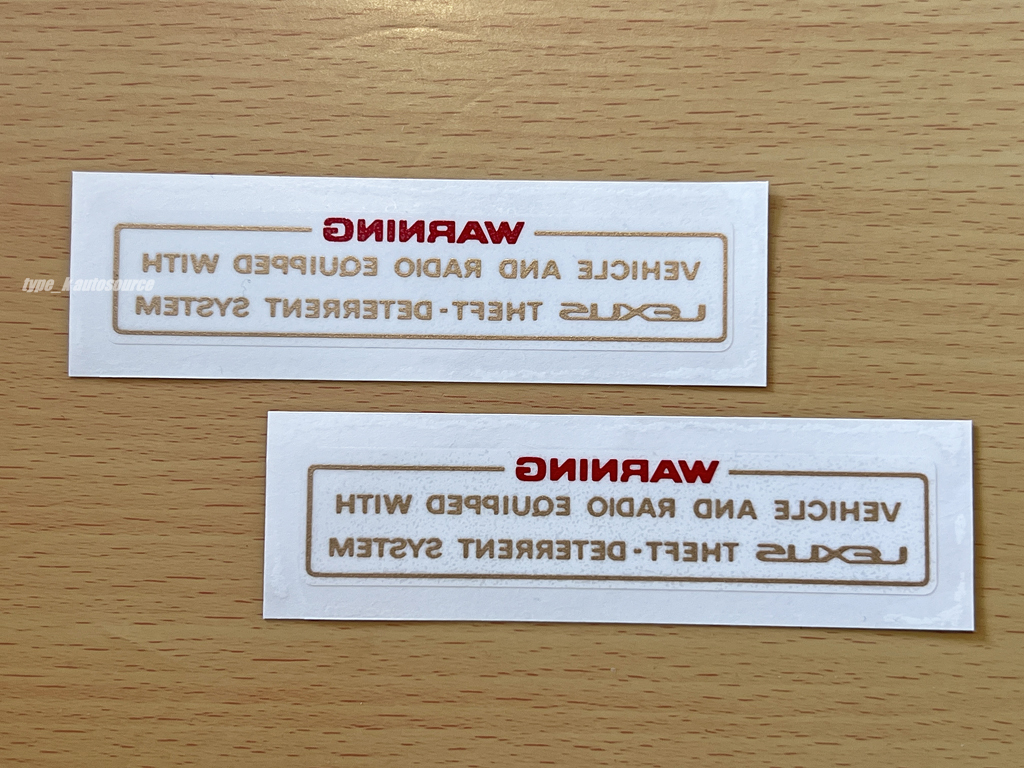 WARNING
VEHICLE AND RADIO EQUIPPED WITH
LEXUS THEFT-DETERRENT SYSTEM
type_kautosource
WARNING
VEHICLE AND RADIO EQUIPPED WITH
LEXUS THEFT-DETERRENT SYSTEM